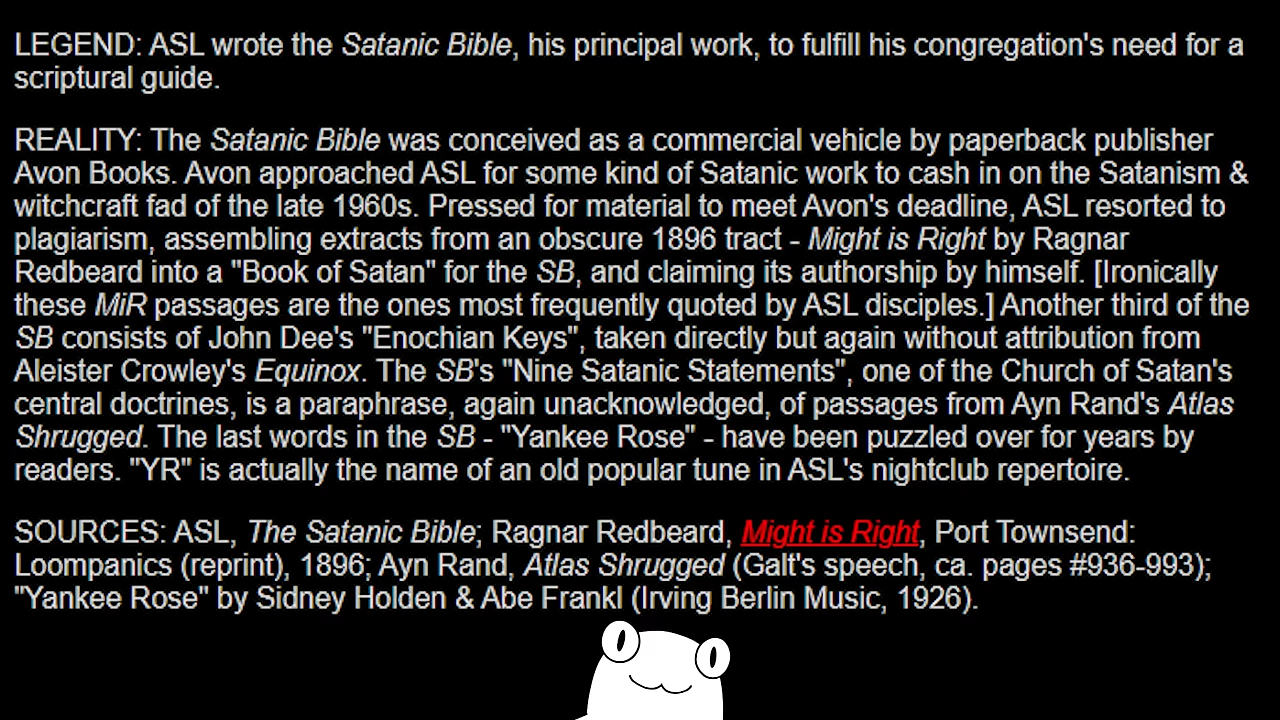 LEGEND: ASL wrote the Satanic Bible, his principal work, to fulfill his congregation's need for a
scriptural guide.
REALITY: The Satanic Bible was conceived as a commercial vehicle by paperback publisher
Avon Books. Avon approached ASL for some kind of Satanic work to cash in on the Satanism &
witchcraft fad of the late 1960s. Pressed for material to meet Avon's deadline, ASL resorted to
plagiarism, assembling extracts from an obscure 1896 tract - Might is Right by Ragnar
Redbeard into a "Book of Satan" for the SB, and claiming its authorship by himself. [Ironically
these MiR passages are the ones most frequently quoted by ASL disciples.] Another third of the
SB consists of John Dee's "Enochian Keys", taken directly but again without attribution from
Aleister Crowley's Equinox. The SB's "Nine Satanic Statements", one of the Church of Satan's
central doctrines, is a paraphrase, again unacknowledged, of passages from Ayn Rand's Atlas
Shrugged. The last words in the SB - "Yankee Rose" - have been puzzled over for years by
readers. "YR" is actually the name of an old popular tune in ASL's nightclub repertoire.
SOURCES: ASL, The Satanic Bible; Ragnar Redbeard, Might is Right, Port Townsend:
Loompanics (reprint), 1896; Ayn Rand, Atlas Shrugged (Galt's speech, ca. pages #936-993);
"Yankee Rose" by Sidney Holden & Abe Frankl (Irving Berlin Music, 1926).